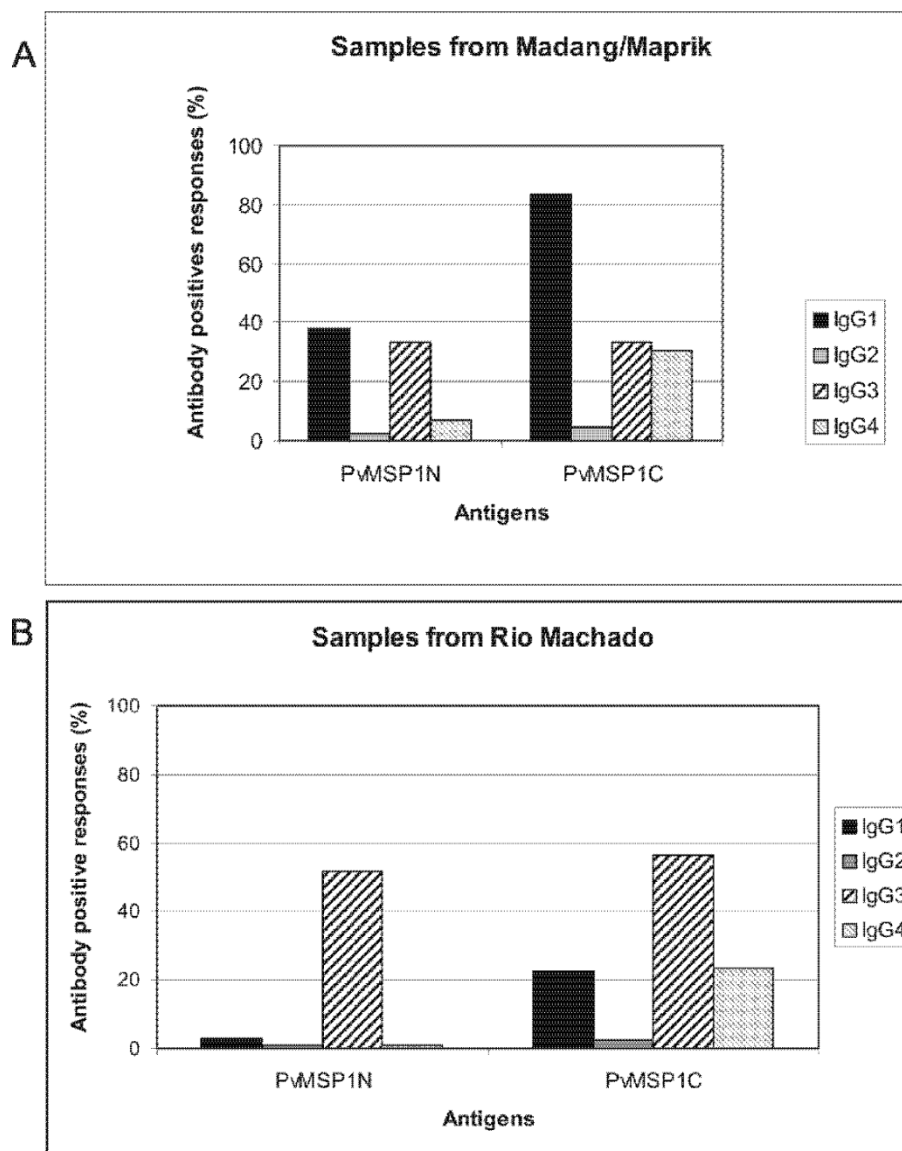 A
Samples from Madang/Maprik
Antibody positives responses (%)
100
80
60
40
20
0
PvMSP1N
PvMSP1C
Antigens
IgG1
IgG2
IgG3
IgG4
B
Samples from Rio Machado
Antibody positive responses (%)
100
80
60
40
20
0
PvMSP1N
PvMSP1C
Antigens
IgG1
IgG2
IgG3
IgG4